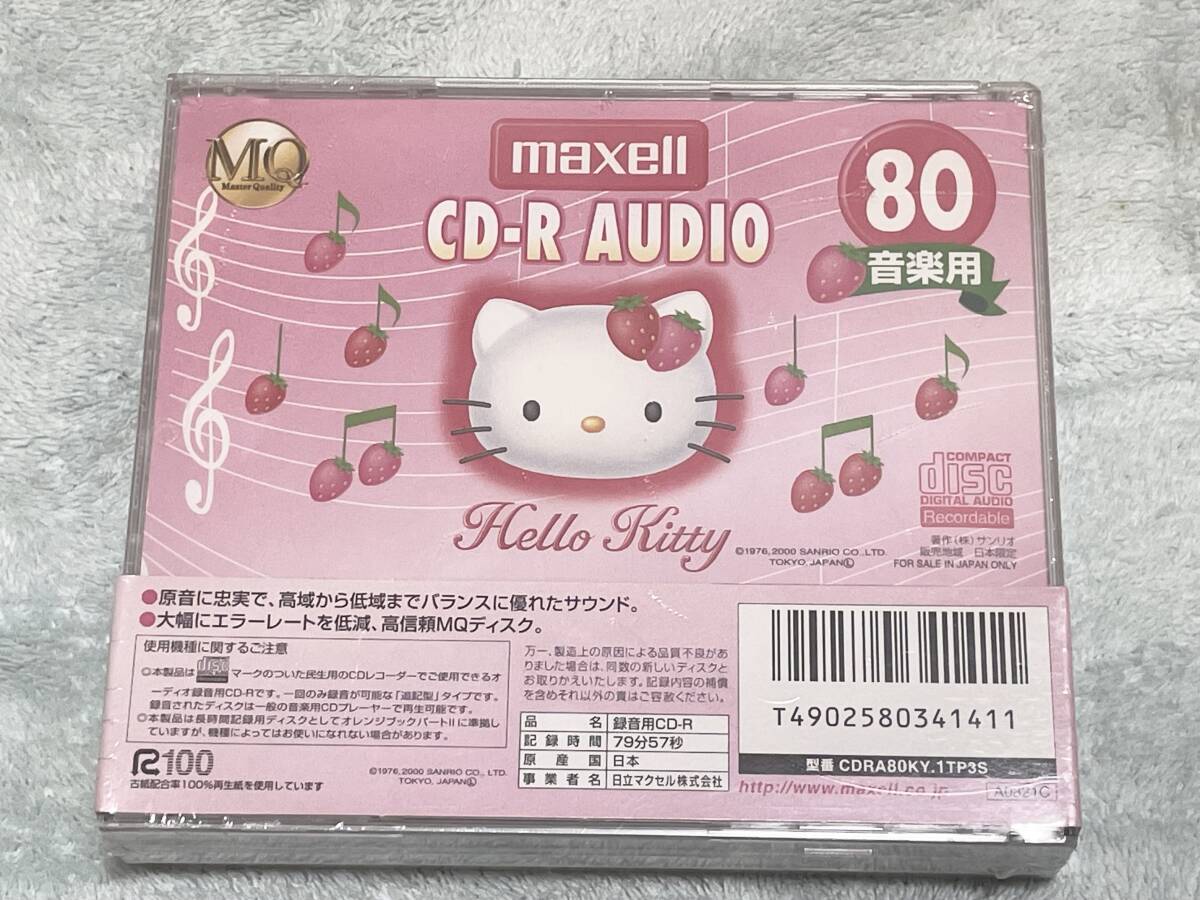 MQ
Master Quality
maxell
CD-R AUDIO
80
音楽用
Hello Kitty
COMPACT
disc
DIGITAL AUDIO
Recordable
©1976, 2000 SANRIO CO., LTD.
TOKYO, JAPAN Ⓛ
著作(株)サンリオ
販売地域 日本限定
FOR SALE IN JAPAN ONLY
●原音に忠実で、高域から低域までバランスに優れたサウンド。
●大幅にエラーレートを低減、高信頼MQディスク。
使用機種に関するご注意
◎本製品は disc マークのついた民生用のCDレコーダーでご使用できるオ
ーディオ録音用CD-Rです。一回のみ録音が可能な「追記型」タイプです。
録音されたディスクは一般の音楽用CDプレーヤーで再生可能です。
◎本製品は長時間記録用ディスクとしてオレンジブックパートIIに準拠し
ていますが、機種によってはお使いになれない場合があります。
R100
古紙配合率100%再生紙を使用しています
©1976, 2000 SANRIO CO., LTD.
TOKYO, JAPAN Ⓛ
万一、製造上の原因による品質不良があ
りました場合は、同数の新しいディスクと
お取りかえいたします。記録内容の補償
を含めそれ以外の責はご容赦ください。
品名 録音用CD-R
記録時間 79分57秒
原産国 日本
事業者名 日立マクセル株式会社
T4902580341411
型番 CDRA80KY.1TP3S
http://www.maxell.co.jp
A0821C